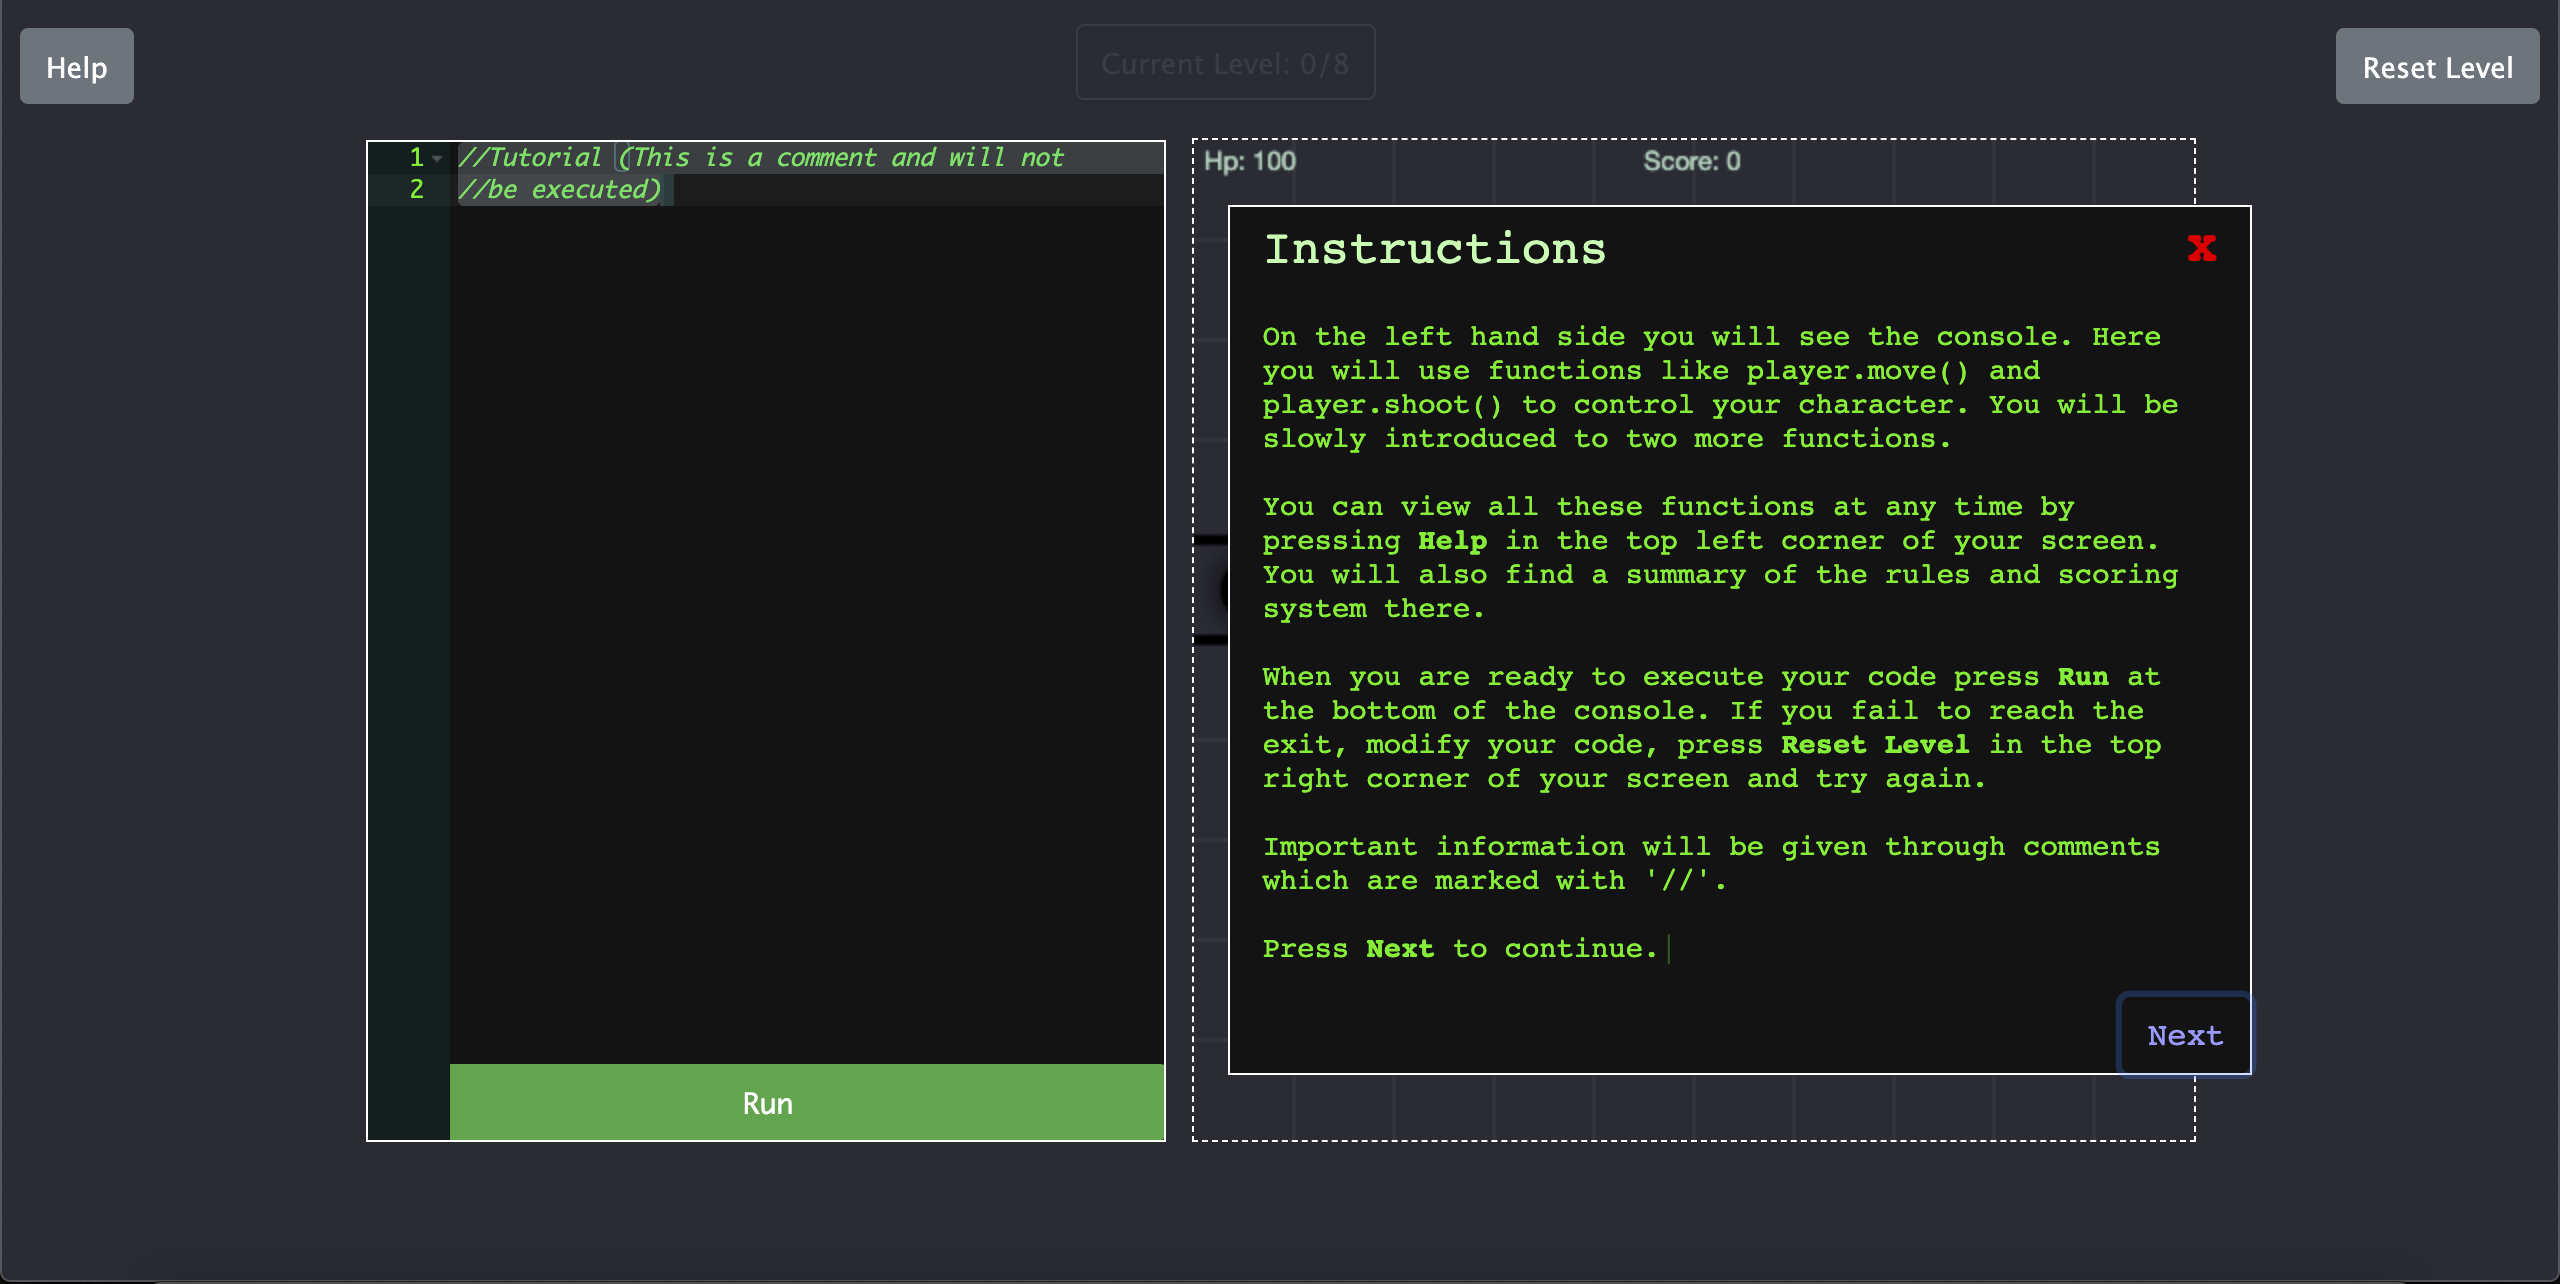 Help
Current Level: 0/8
Reset Level
1 //Tutorial (This is a comment and will not
2 //be executed)
Run
Hp: 100
Score: 0
Instructions
X
On the left hand side you will see the console. Here
you will use functions like player.move() and
player.shoot() to control your character. You will be
slowly introduced to two more functions.
You can view all these functions at any time by
pressing Help in the top left corner of your screen.
You will also find a summary of the rules and scoring
system there.
When you are ready to execute your code press Run at
the bottom of the console. If you fail to reach the
exit, modify your code, press Reset Level in the top
right corner of your screen and try again.
Important information will be given through comments
which are marked with '//'.
Press Next to continue.
Next